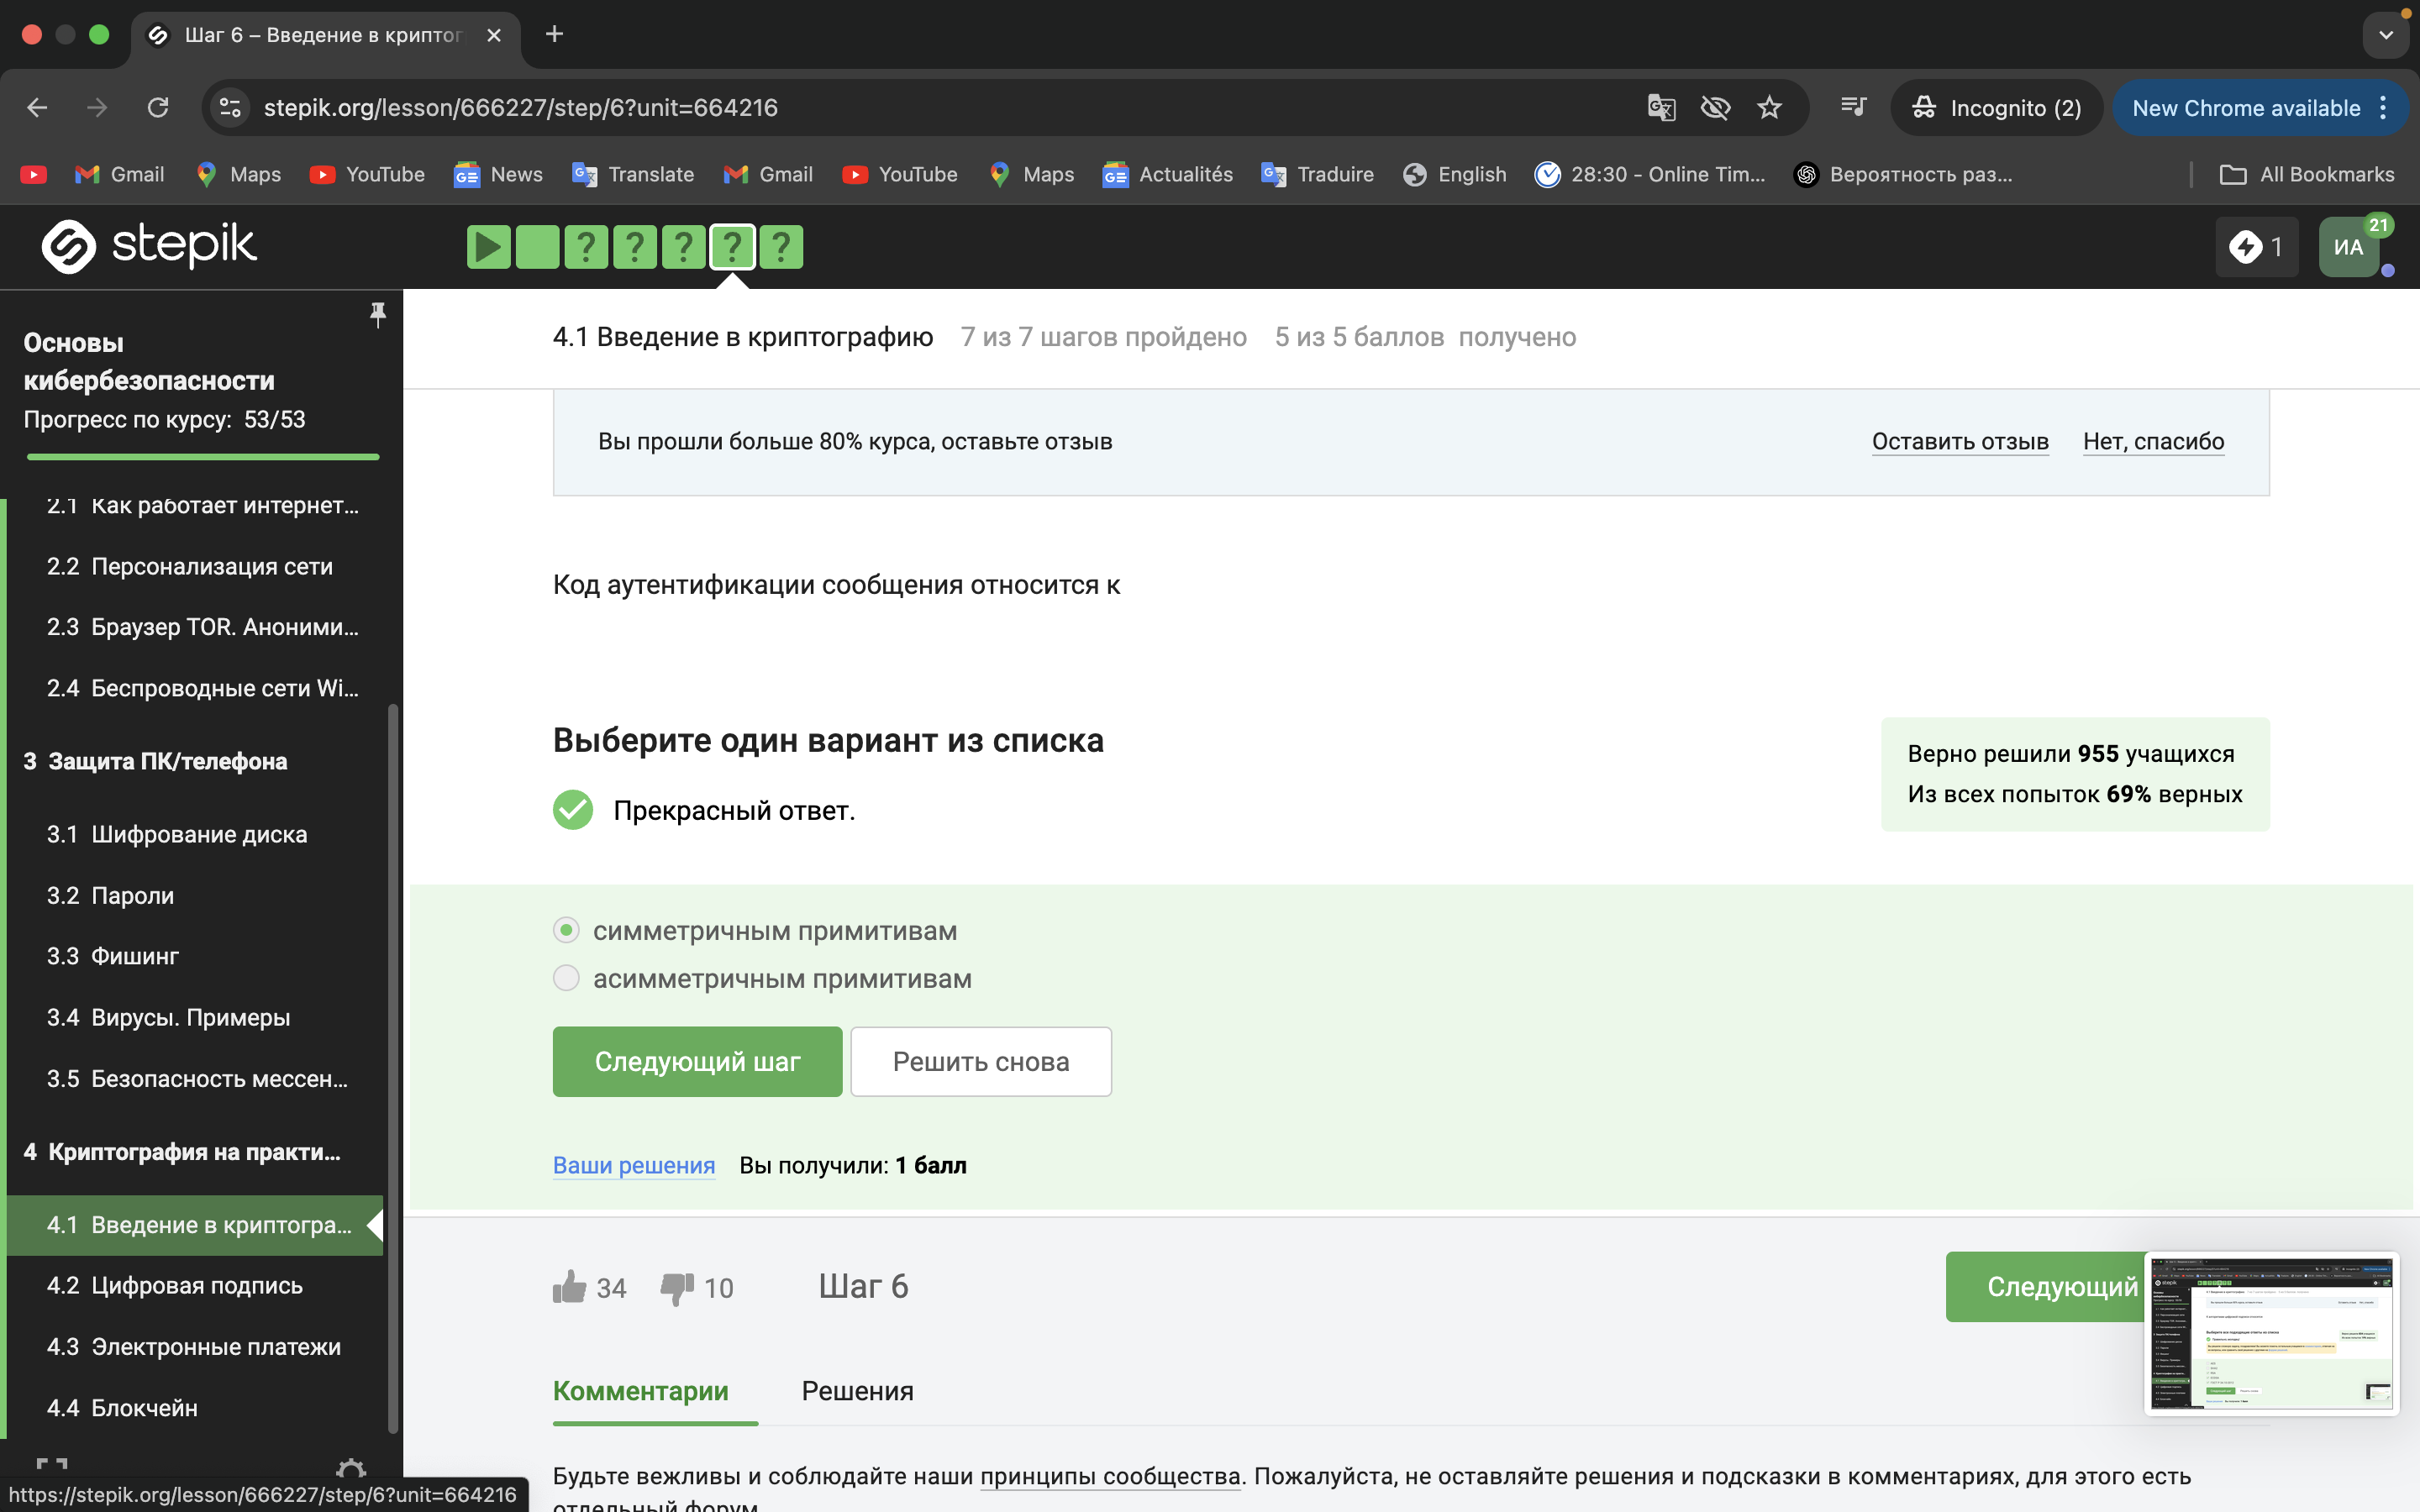 Шаг 6 – Введение в криптог
stepik.org/lesson/666227/step/6?unit=664216
Incognito (2)
New Chrome available
Gmail
Maps
YouTube
News
Translate
Gmail
YouTube
Maps
Actualités
Traduire
English
28:30 - Online Tim...
Вероятность раз...
All Bookmarks
stepik
? ? ? ? ?
1
ИА
21
Основы
кибербезопасности
Прогресс по курсу: 53/53
2.1 Как работает интернет...
2.2 Персонализация сети
2.3 Браузер TOR. Аноними...
2.4 Беспроводные сети Wi...
3 Защита ПК/телефона
3.1 Шифрование диска
3.2 Пароли
3.3 Фишинг
3.4 Вирусы. Примеры
3.5 Безопасность мессен...
4 Криптография на практи...
4.1 Введение в криптогра...
4.2 Цифровая подпись
4.3 Электронные платежи
4.4 Блокчейн
https://stepik.org/lesson/666227/step/6?unit=664216
4.1 Введение в криптографию 7 из 7 шагов пройдено 5 из 5 баллов получено
Вы прошли больше 80% курса, оставьте отзыв
Оставить отзыв
Нет, спасибо
Код аутентификации сообщения относится к
Выберите один вариант из списка
Прекрасный ответ.
Верно решили 955 учащихся
Из всех попыток 69% верных
симметричным примитивам
асимметричным примитивам
Следующий шаг
Решить снова
Ваши решения Вы получили: 1 балл
34
10
Шаг 6
Следующий
Комментарии
Решения
Будьте вежливы и соблюдайте наши принципы сообщества. Пожалуйста, не оставляйте решения и подсказки в комментариях, для этого есть
отдельный форум